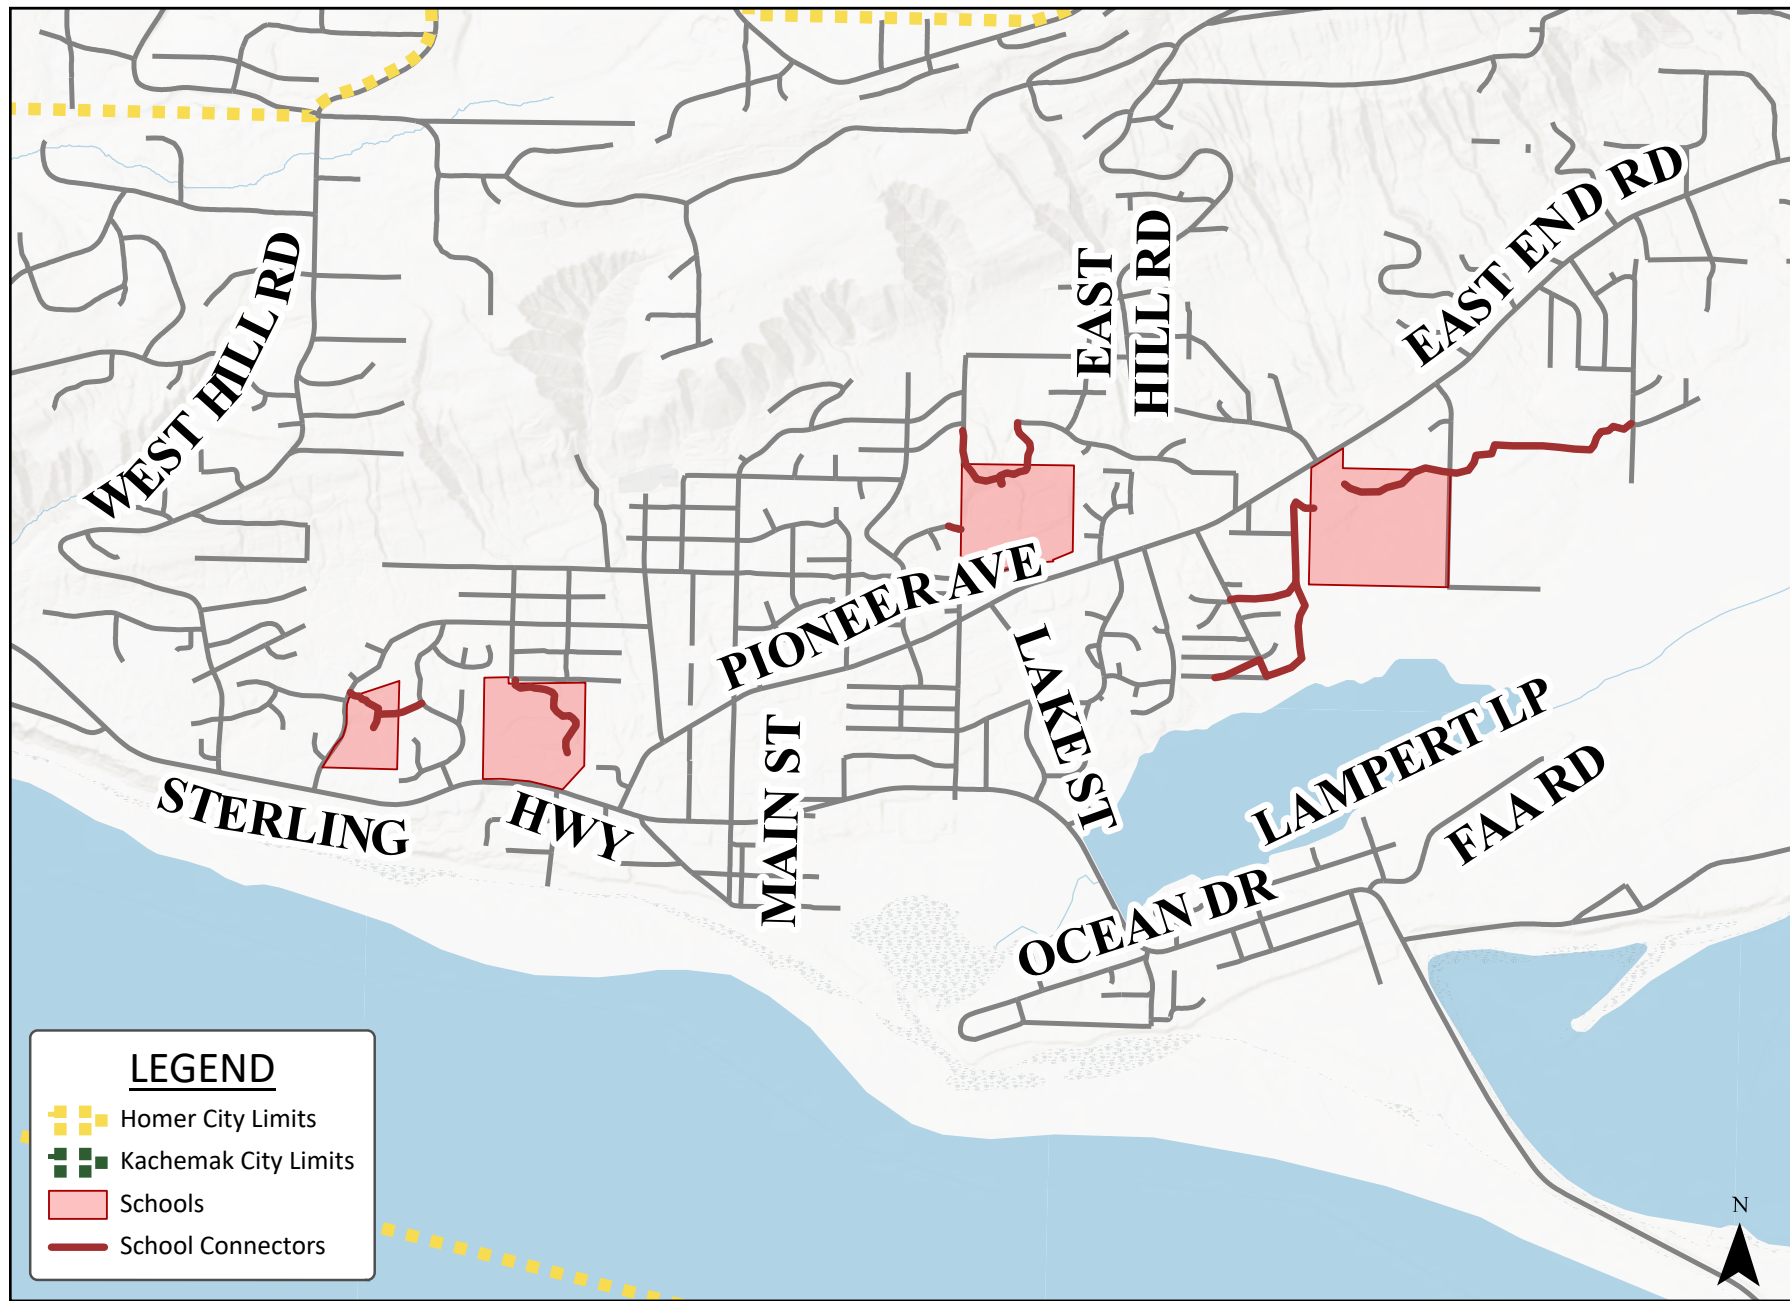 WEST HILL RD
EAST
HILL RD
EAST END RD
PIONEER AVE
LAKE ST
MAIN ST
STERLING
HWY
LAMPERT LP
FAA RD
OCEAN DR
LEGEND
Homer City Limits
Kachemak City Limits
Schools
School Connectors
N